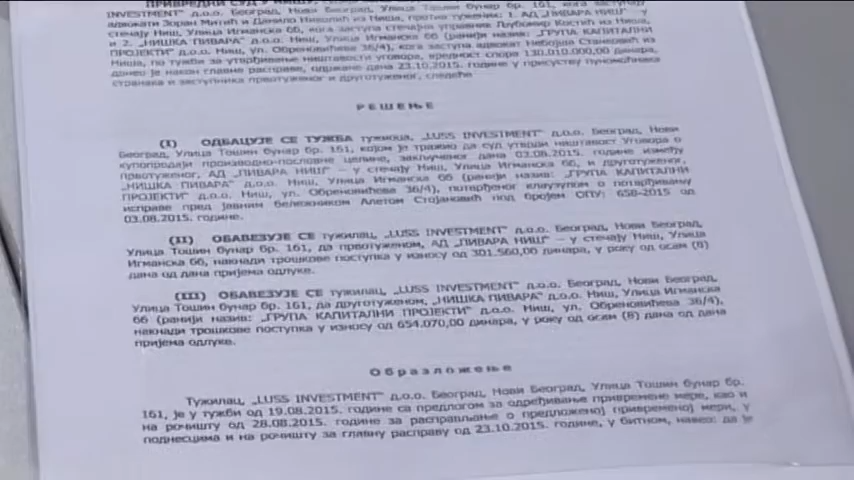 ПРИВРЕДНИ СУД У НИШУ,
INVESTMENT" д.о.о. Београд, Нови Београд, Улица Тошин бунар бр. 161, кога заступају
адвокати Зоран Митић и Данило Николић из Ниша, против тужених: 1. АД „ПИВАРА НИШ" – у
стечају Ниш, Улица Игманска 66, кога заступа стечајни управник Љубомир Костић из Ниша,
и 2. „НИШКА ПИВАРА" д.о.о. Ниш, Улица Игманска 66 (ранији назив: „ГРУПА КАПИТАЛНИ
ПРОЈЕКТИ" д.о.о. Ниш, ул. Обреновићева 36/4), кога заступа адвокат Небојша Станковић из
Ниша, по тужби за утврђивање ништавости уговора, вредност спора 130.010.000,00 динара,
донео је након главне расправе, одржане дана 23.10.2015. године у присуству пуномоћника
странака и заступника првотуженог и друготуженог, следеће
Р Е Ш Е Њ Е
(I) ОДБАЦУЈЕ СЕ ТУЖБА тужиоца, „LUSS INVESTMENT" д.о.о. Београд, Нови
Београд, Улица Тошин бунар бр. 161, којом је тражио да суд утврди ништавост Уговора о
купопродаји производно-пословне целине, закљученог дана 03.08.2015. године између
првотуженог, АД „ПИВАРА НИШ" – у стечају Ниш, Улица Игманска 66, и друготуженог,
„НИШКА ПИВАРА" д.о.о. Ниш, Улица Игманска 66 (ранији назив: „ГРУПА КАПИТАЛНИ
ПРОЈЕКТИ" д.о.о. Ниш, ул. Обреновићева 36/4), потврђеног клаузулом о потврђивању
исправе пред јавним бележником Алетом Стојановић под бројем ОПУ: 658-2015 од
03.08.2015. године.
(II) ОБАВЕЗУЈЕ СЕ тужилац, „LUSS INVESTMENT" д.о.о. Београд, Нови Београд,
Улица Тошин бунар бр. 161, да првотуженом, АД „ПИВАРА НИШ" – у стечају Ниш, Улица
Игманска 66, накнади трошкове поступка у износу од 301.560,00 динара, у року од осам (8)
дана од дана пријема одлуке.
(III) ОБАВЕЗУЈЕ СЕ тужилац, „LUSS INVESTMENT" д.о.о. Београд, Нови Београд,
Улица Тошин бунар бр. 161, да друготуженом, „НИШКА ПИВАРА" д.о.о. Ниш, Улица Игманска
66 (ранији назив: „ГРУПА КАПИТАЛНИ ПРОЈЕКТИ" д.о.о. Ниш, ул. Обреновићева 36/4),
накнади трошкове поступка у износу од 654.070,00 динара, у року од осам (8) дана од дана
пријема одлуке.
О б р а з л о ж е њ е
Тужилац, „LUSS INVESTMENT" д.о.о. Београд, Нови Београд, Улица Тошин бунар бр.
161, је у тужби од 19.08.2015. године са предлогом за одређивање привремене мере, као и
на рочишту од 28.08.2015. године за расправљање о предложеној привременој мери, у
поднесцима и на рочишту за главну расправу од 23.10.2015. године, у битном, навео: да је